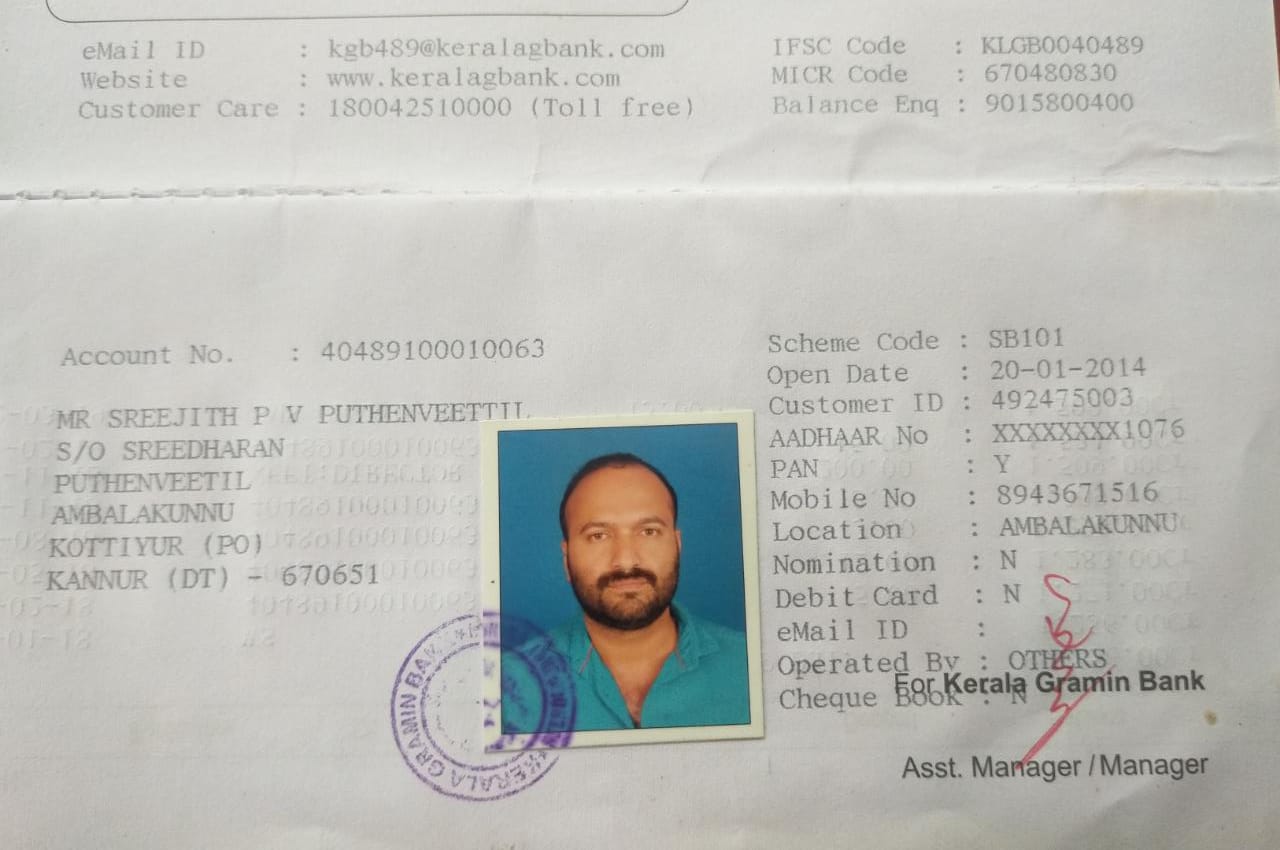 eMail ID : kgb489@keralagbank.com
Website : www.keralagbank.com
Customer Care : 180042510000 (Toll free)
IFSC Code : KLGB0040489
MICR Code : 670480830
Balance Enq : 9015800400
Account No. : 40489100010063
MR SREEJITH P V PUTHENVEETTIL
S/O SREEDHARAN
PUTHENVEETIL
AMBALAKUNNU
KOTTIYUR (PO)
KANNUR (DT) - 670651
Scheme Code : SB101
Open Date : 20-01-2014
Customer ID : 492475003
AADHAAR No : XXXXXXXX1076
PAN : Y
Mobile No : 8943671516
Location : AMBALAKUNNU
Nomination : N
Debit Card : N
eMail ID :
Operated By : OTHERS
Cheque Book : N
For Kerala Gramin Bank
Asst. Manager / Manager
KERALA GRAMIN BANK